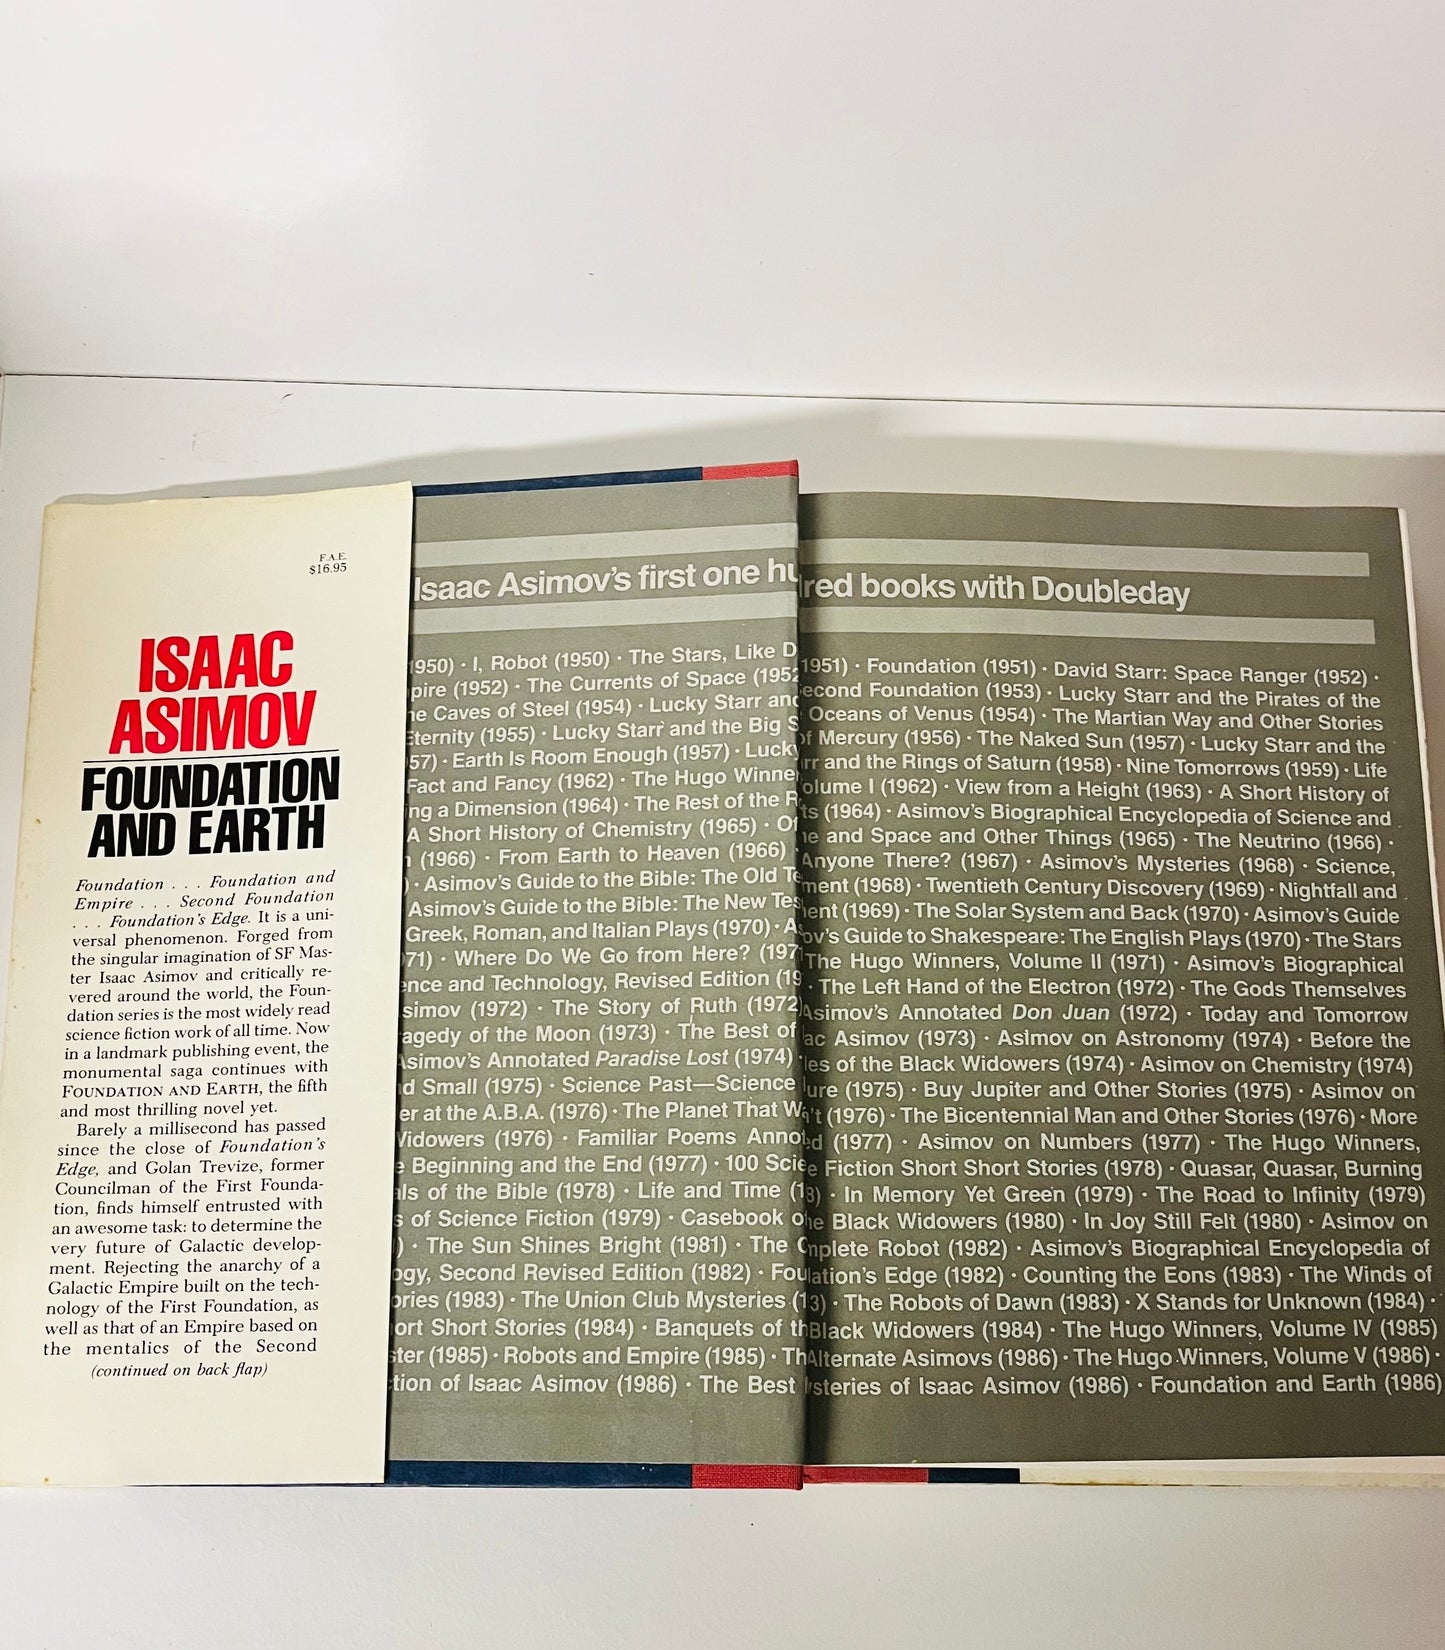 F.A.E.
$16.95
ISAAC
ASIMOV
FOUNDATION
AND EARTH
Foundation . . . Foundation and
Empire . . . Second Foundation
. . . Foundation's Edge. It is a uni-
versal phenomenon. Forged from
the singular imagination of SF Mas-
ter Isaac Asimov and critically re-
vered around the world, the Foun-
dation series is the most widely read
science fiction work of all time. Now
in a landmark publishing event, the
monumental saga continues with
FOUNDATION AND EARTH, the fifth
and most thrilling novel yet.
Barely a millisecond has passed
since the close of Foundation's
Edge, and Golan Trevize, former
Councilman of the First Founda-
tion, finds himself entrusted with
an awesome task: to determine the
very future of Galactic develop-
ment. Rejecting the anarchy of a
Galactic Empire built on the tech-
nology of the First Foundation, as
well as that of an Empire based on
the mentalics of the Second
(continued on back flap)
Isaac Asimov's first one hu
dred books with Doubleday
1950) · I, Robot (1950) · The Stars, Like D
pire (1952) · The Currents of Space (1952
e Caves of Steel (1954) · Lucky Starr and
Eternity (1955) · Lucky Starr and the Big S
57) · Earth Is Room Enough (1957) · Lucky
Fact and Fancy (1962) · The Hugo Winner
ng a Dimension (1964) · The Rest of the R
A Short History of Chemistry (1965) · Of
(1966) · From Earth to Heaven (1966) ·
) · Asimov's Guide to the Bible: The Old Te
Asimov's Guide to the Bible: The New Tes
Greek, Roman, and Italian Plays (1970) · As
71) · Where Do We Go from Here? (1971
ence and Technology, Revised Edition (19
simov (1972) · The Story of Ruth (1972)
agedy of the Moon (1973) · The Best of
Asimov's Annotated Paradise Lost (1974) ·
d Small (1975) · Science Past—Science
er at the A.B.A. (1976) · The Planet That W
Widowers (1976) · Familiar Poems Anno
e Beginning and the End (1977) · 100 Scie
ls of the Bible (1978) · Life and Time (1
s of Science Fiction (1979) · Casebook o
) · The Sun Shines Bright (1981) · The C
ogy, Second Revised Edition (1982) · Fou
ories (1983) · The Union Club Mysteries (1
ort Short Stories (1984) · Banquets of th
ster (1985) · Robots and Empire (1985) · Th
tion of Isaac Asimov (1986) · The Best
1951) · Foundation (1951) · David Starr: Space Ranger (1952) ·
econd Foundation (1953) · Lucky Starr and the Pirates of the
Oceans of Venus (1954) · The Martian Way and Other Stories
of Mercury (1956) · The Naked Sun (1957) · Lucky Starr and the
rr and the Rings of Saturn (1958) · Nine Tomorrows (1959) · Life
olume I (1962) · View from a Height (1963) · A Short History of
ts (1964) · Asimov's Biographical Encyclopedia of Science and
e and Space and Other Things (1965) · The Neutrino (1966) ·
Anyone There? (1967) · Asimov's Mysteries (1968) · Science,
ment (1968) · Twentieth Century Discovery (1969) · Nightfall and
ent (1969) · The Solar System and Back (1970) · Asimov's Guide
ov's Guide to Shakespeare: The English Plays (1970) · The Stars
The Hugo Winners, Volume II (1971) · Asimov's Biographical
· The Left Hand of the Electron (1972) · The Gods Themselves
Asimov's Annotated Don Juan (1972) · Today and Tomorrow
ac Asimov (1973) · Asimov on Astronomy (1974) · Before the
les of the Black Widowers (1974) · Asimov on Chemistry (1974)
ure (1975) · Buy Jupiter and Other Stories (1975) · Asimov on
't (1976) · The Bicentennial Man and Other Stories (1976) · More
d (1977) · Asimov on Numbers (1977) · The Hugo Winners,
e Fiction Short Short Stories (1978) · Quasar, Quasar, Burning
8) · In Memory Yet Green (1979) · The Road to Infinity (1979)
he Black Widowers (1980) · In Joy Still Felt (1980) · Asimov on
mplete Robot (1982) · Asimov's Biographical Encyclopedia of
ation's Edge (1982) · Counting the Eons (1983) · The Winds of
3) · The Robots of Dawn (1983) · X Stands for Unknown (1984) ·
Black Widowers (1984) · The Hugo Winners, Volume IV (1985)
Alternate Asimovs (1986) · The Hugo Winners, Volume V (1986) ·
ysteries of Isaac Asimov (1986) · Foundation and Earth (1986)